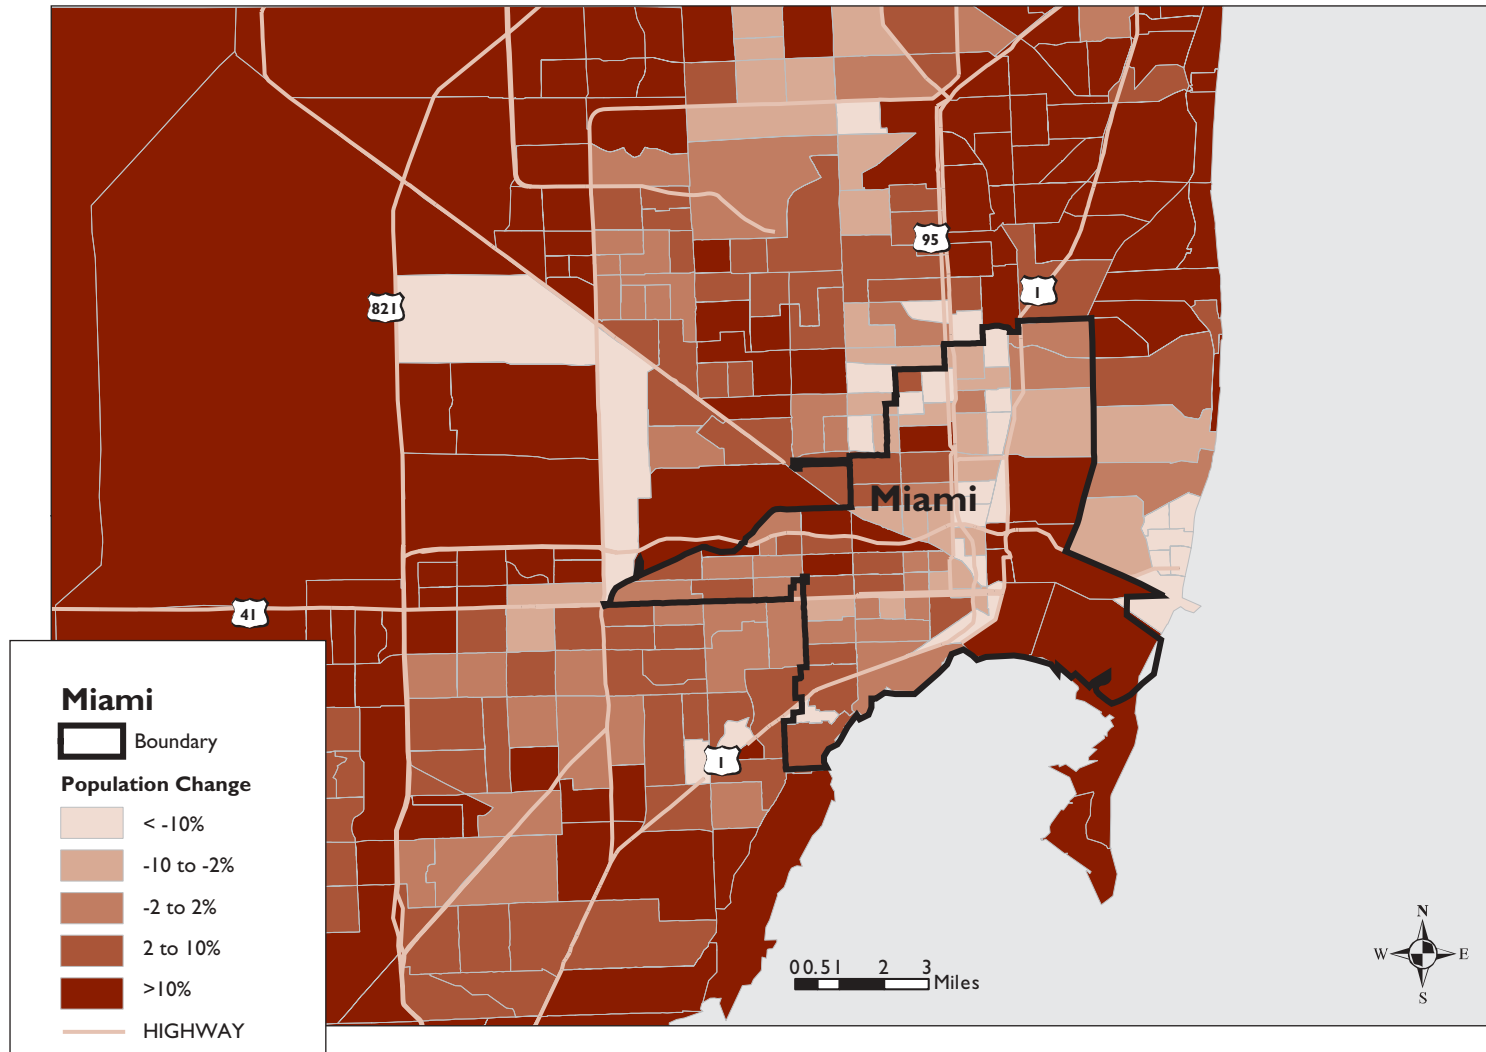 95
1
821
Miami
41
1
Miami
Boundary
Population Change
< -10%
-10 to -2%
-2 to 2%
2 to 10%
>10%
HIGHWAY
0 0.5 1 2 3
Miles
N
W E
S